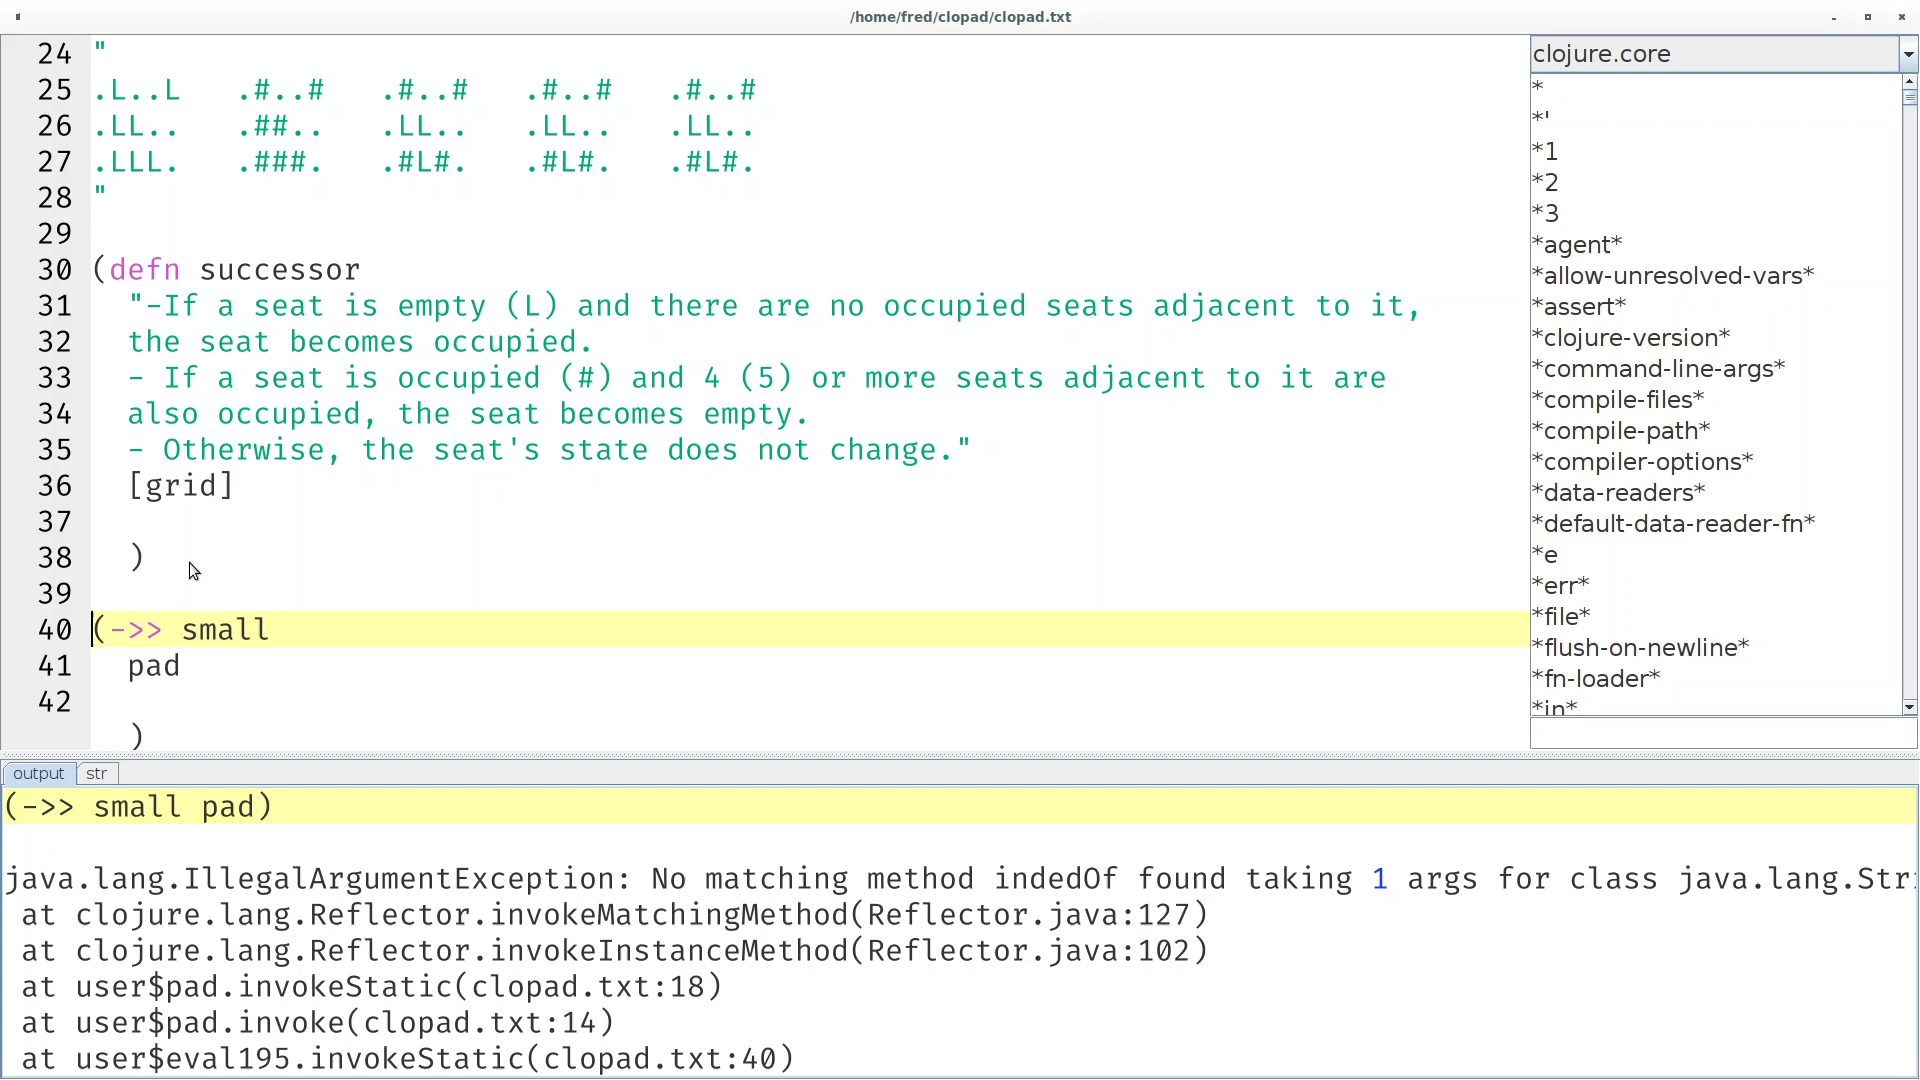 /home/fred/clopad/clopad.txt
24 "
25 .L..L   .#..#   .#..#   .#..#   .#..#
26 .LL..   .##..   .LL..   .LL..   .LL..
27 .LLL.   .###.   .#L#.   .#L#.   .#L#.
28 "
29
30 (defn successor
31   "-If a seat is empty (L) and there are no occupied seats adjacent to it,
32   the seat becomes occupied.
33   - If a seat is occupied (#) and 4 (5) or more seats adjacent to it are
34   also occupied, the seat becomes empty.
35   - Otherwise, the seat's state does not change."
36   [grid]
37
38   )
39
40 (->> small
41   pad
42
  )
clojure.core
*
*'
*1
*2
*3
*agent*
*allow-unresolved-vars*
*assert*
*clojure-version*
*command-line-args*
*compile-files*
*compile-path*
*compiler-options*
*data-readers*
*default-data-reader-fn*
*e
*err*
*file*
*flush-on-newline*
*fn-loader*
*in*
output str
(->> small pad)
java.lang.IllegalArgumentException: No matching method indedOf found taking 1 args for class java.lang.Str
 at clojure.lang.Reflector.invokeMatchingMethod(Reflector.java:127)
 at clojure.lang.Reflector.invokeInstanceMethod(Reflector.java:102)
 at user$pad.invokeStatic(clopad.txt:18)
 at user$pad.invoke(clopad.txt:14)
 at user$eval195.invokeStatic(clopad.txt:40)